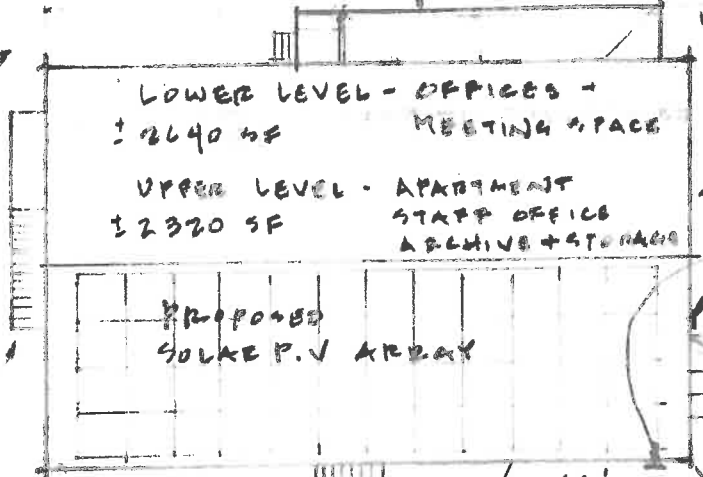 LOWER LEVEL - OFFICES +
± 2640 SF MEETING SPACE
UPPER LEVEL - APARTMENT
± 2320 SF STAFF OFFICE
ARCHIVE + STORAGE
PROPOSED
SOLAR P.V ARRAY